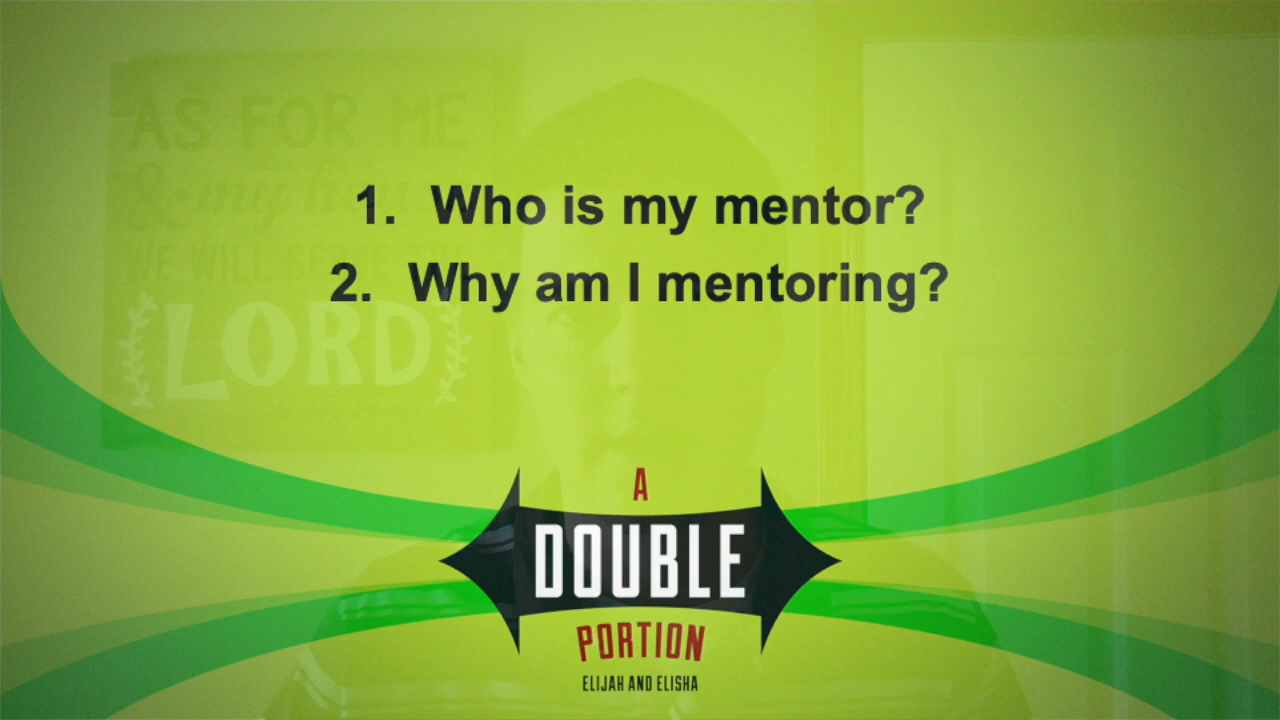 AS FOR ME
& my
1. Who is my mentor?
WE WILL SERVE THE
2. Why am I mentoring?
LORD
A
DOUBLE
PORTION
ELIJAH AND ELISHA